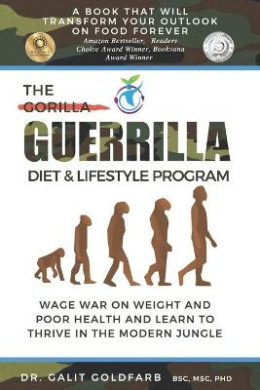 A BOOK THAT WILL
TRANSFORM YOUR OUTLOOK
ON FOOD FOREVER
Amazon Bestseller, Readers
Choice Award Winner, Booksana
Award Winner
THE
GORILLA
GUERRILLA
DIET & LIFESTYLE PROGRAM
WAGE WAR ON WEIGHT AND
POOR HEALTH AND LEARN TO
THRIVE IN THE MODERN JUNGLE
DR. GALIT GOLDFARB BSC, MSC, PHD